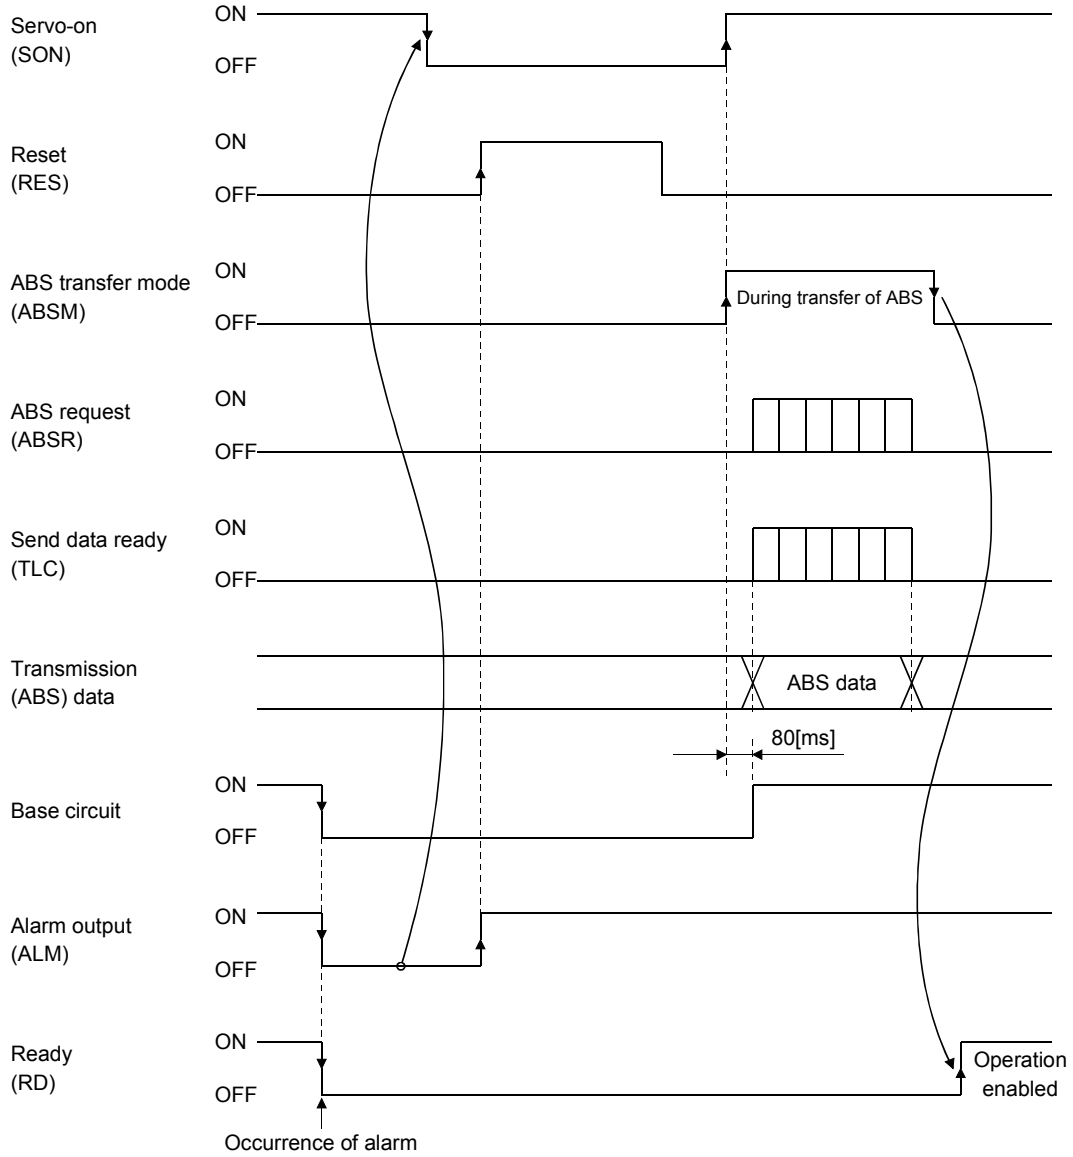 Servo-on
(SON)
ON
OFF
Reset
(RES)
ON
OFF
ABS transfer mode
(ABSM)
ON
OFF
During transfer of ABS
ABS request
(ABSR)
ON
OFF
Send data ready
(TLC)
ON
OFF
Transmission
(ABS) data
ABS data
80[ms]
Base circuit
ON
OFF
Alarm output
(ALM)
ON
OFF
Ready
(RD)
ON
OFF
Operation
enabled
Occurrence of alarm